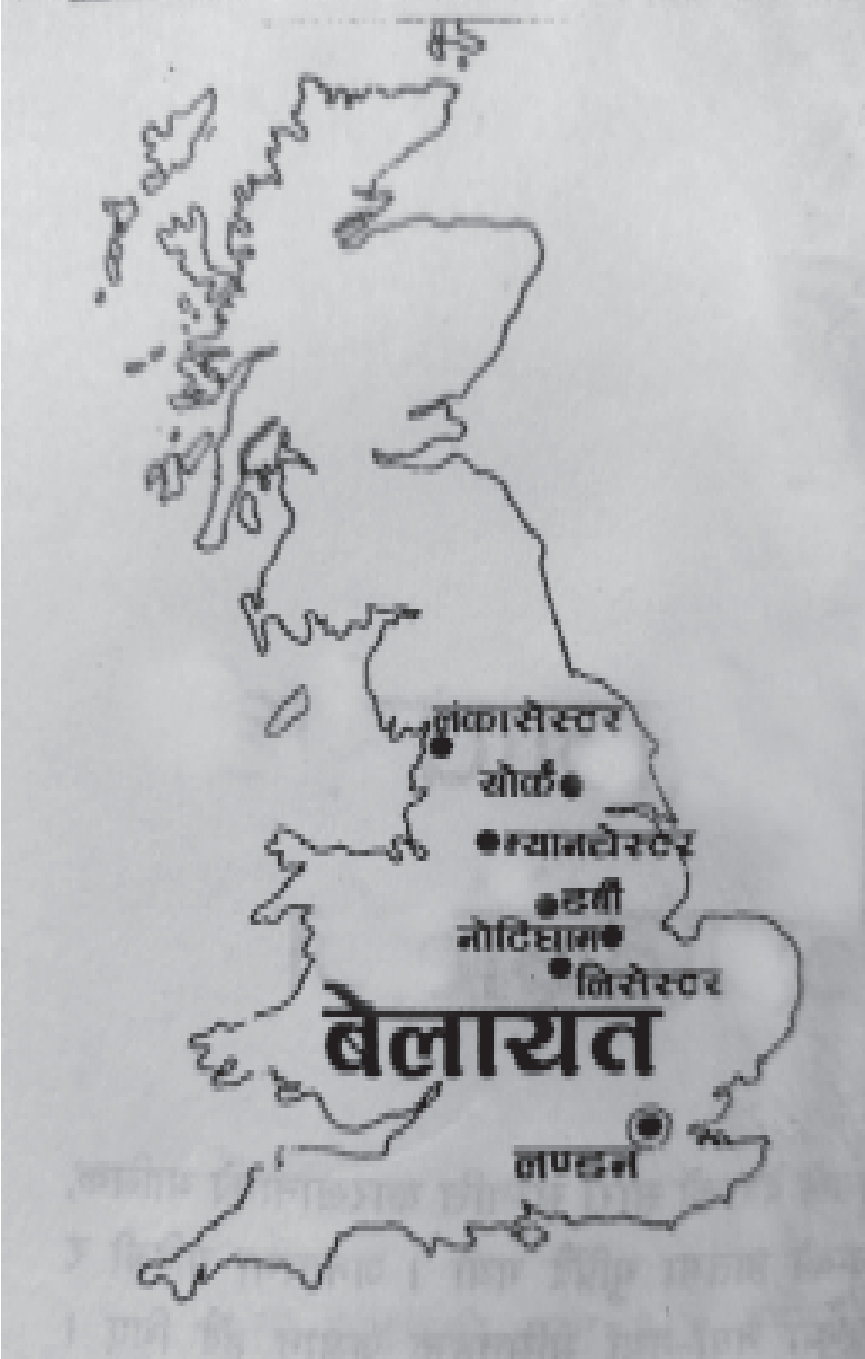 लंकासेस्टर
योर्क
म्यानचेस्टर
डर्बी
नोटिघाम
लिसेस्टर
बेलायत
लण्डन